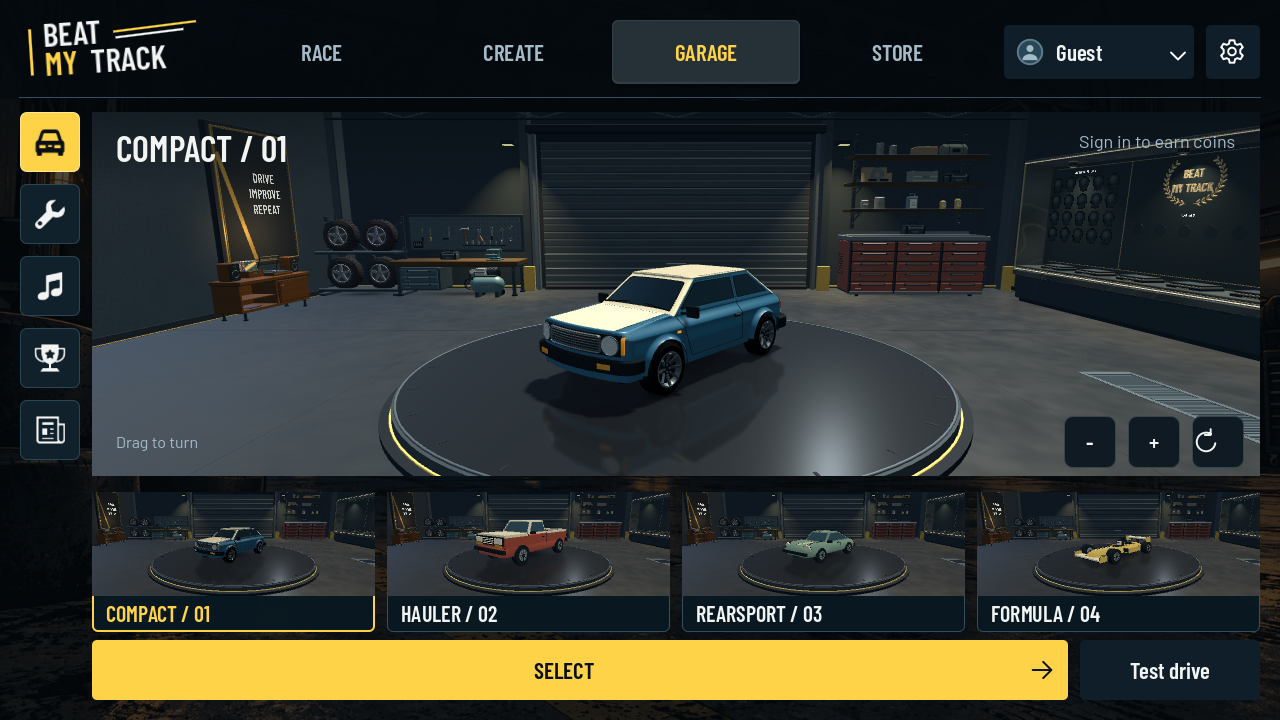 BEAT
MY TRACK
RACE
CREATE
GARAGE
STORE
Guest
COMPACT / 01
Sign in to earn coins
DRIVE
IMPROVE
REPEAT
BEAT
MY TRACK
Drag to turn
-
+
COMPACT / 01
HAULER / 02
REARSPORT / 03
FORMULA / 04
SELECT
Test drive